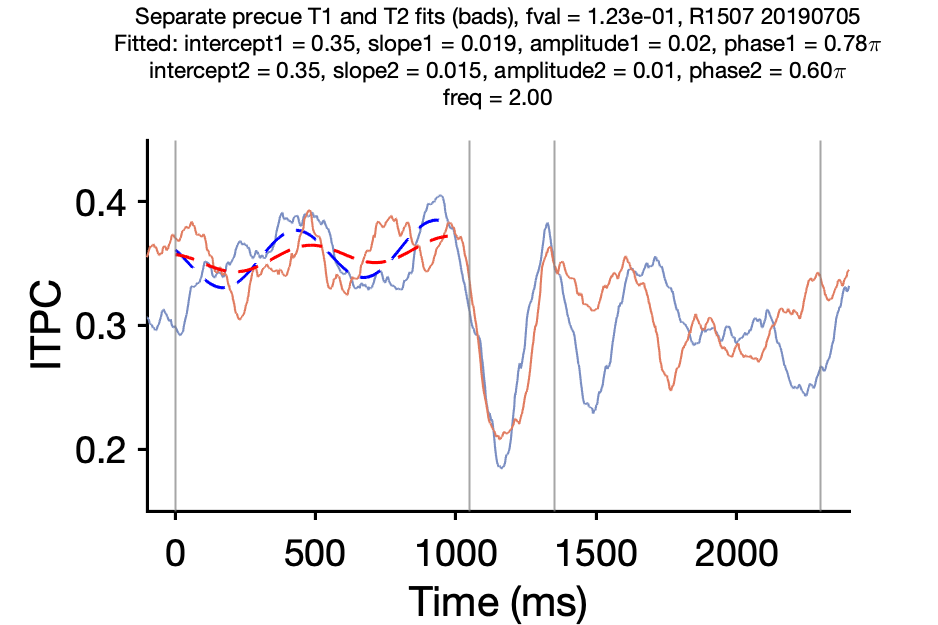 Separate precue T1 and T2 fits (bads), fval = 1.23e-01, R1507 20190705
Fitted: intercept1 = 0.35, slope1 = 0.019, amplitude1 = 0.02, phase1 = 0.78π
intercept2 = 0.35, slope2 = 0.015, amplitude2 = 0.01, phase2 = 0.60π
freq = 2.00
0.4
0.3
0.2
ITPC
0 500 1000 1500 2000
Time (ms)